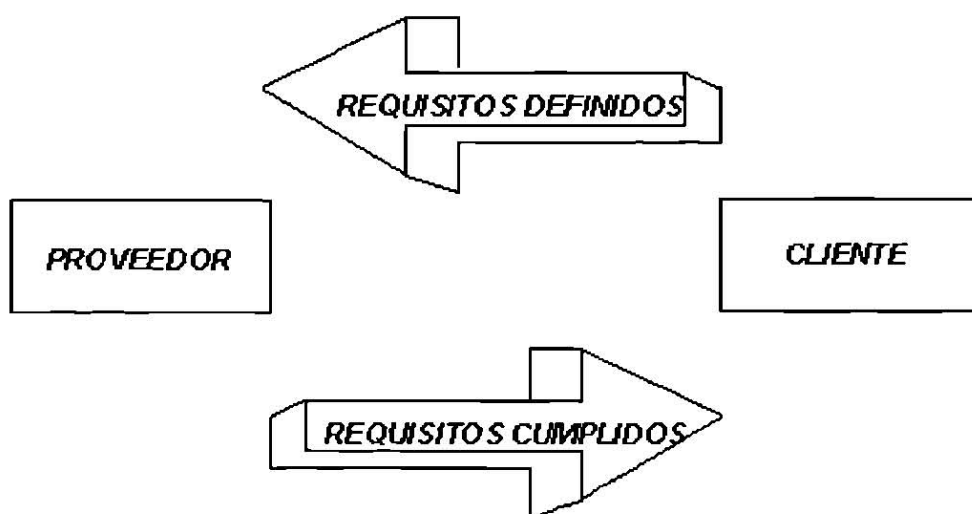 REQUISITOS DEFINIDOS
PROVEEDOR
CLIENTE
REQUISITOS CUMPLIDOS